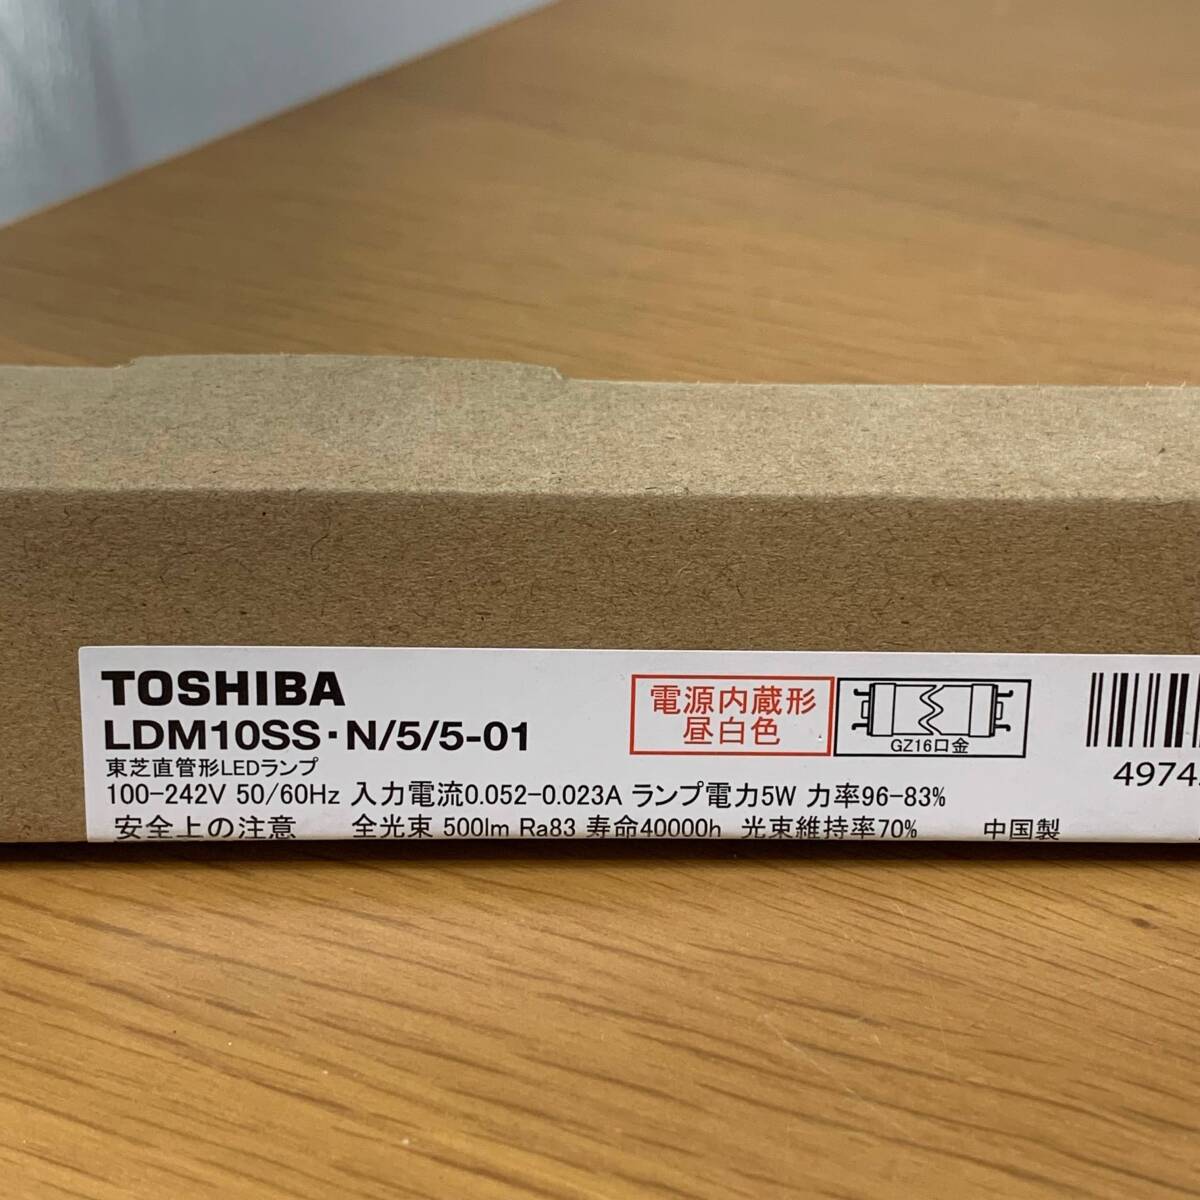 TOSHIBA
LDM10SS・N/5/5-01
東芝直管形LEDランプ
電源内蔵形
昼白色
GZ16口金
100-242V 50/60Hz 入力電流0.052-0.023A ランプ電力5W 力率96-83%
安全上の注意 全光束 500lm Ra83 寿命40000h 光束維持率70% 中国製